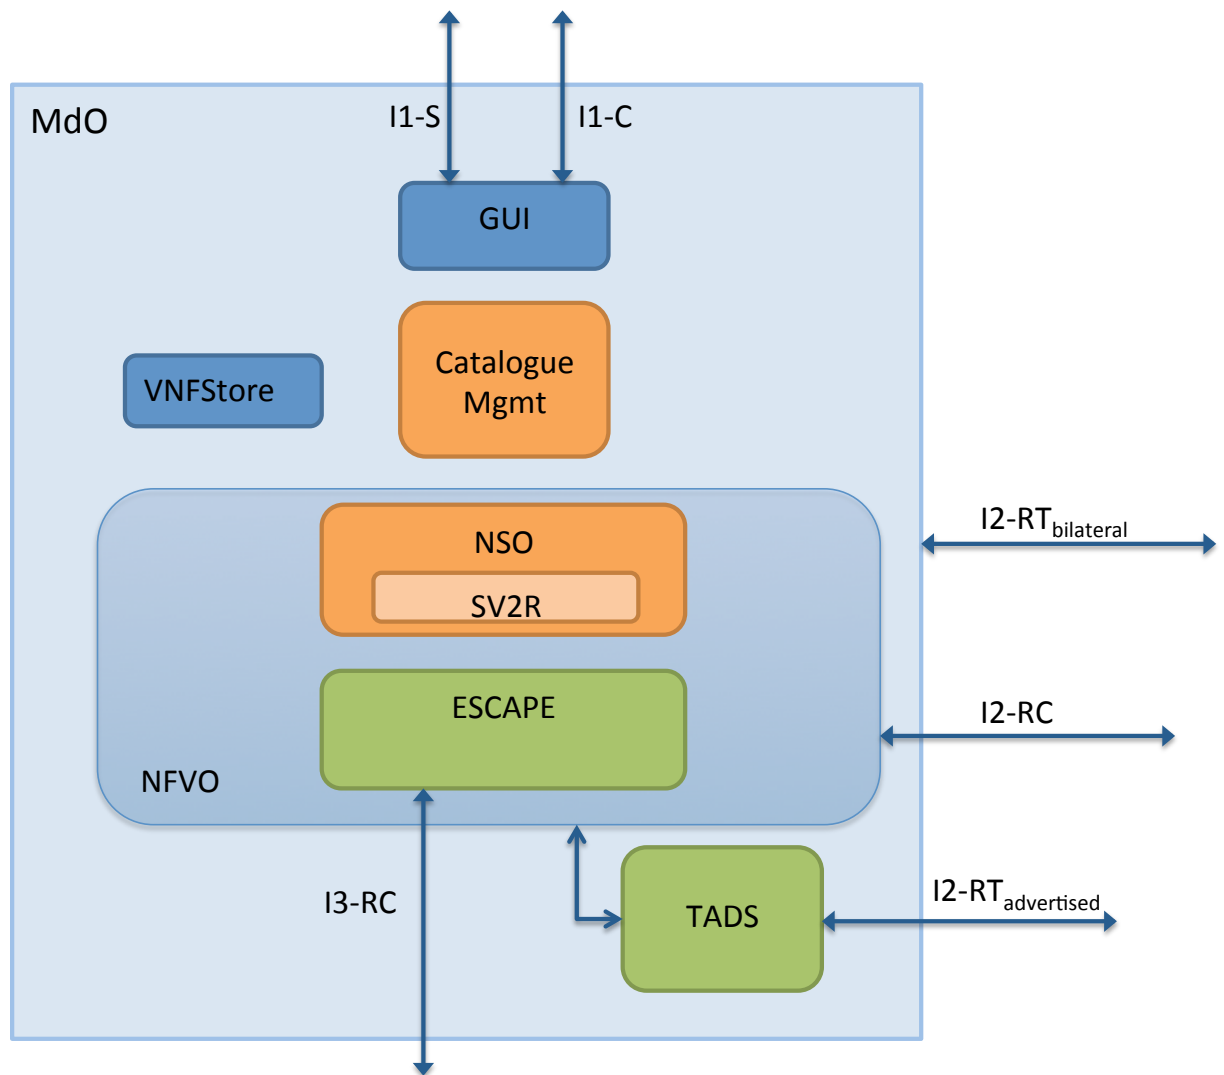 I1-S
I1-C
MdO
GUI
Catalogue
Mgmt
VNFStore
NSO
SV2R
I2-RTbilateral
ESCAPE
I2-RC
NFVO
I3-RC
TADS
I2-RTadvertised